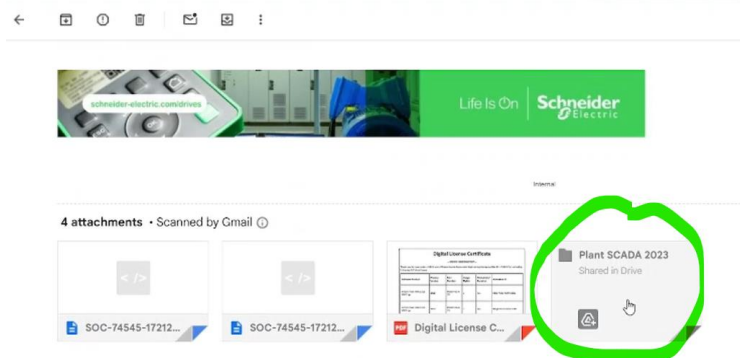 schneider-electric.com/drives
Life Is On
Schneider
Electric
Internal
4 attachments • Scanned by Gmail
Digital License Certificate
SOC-74545-17212...
SOC-74545-17212...
PDF
Digital License C...
Plant SCADA 2023
Shared in Drive